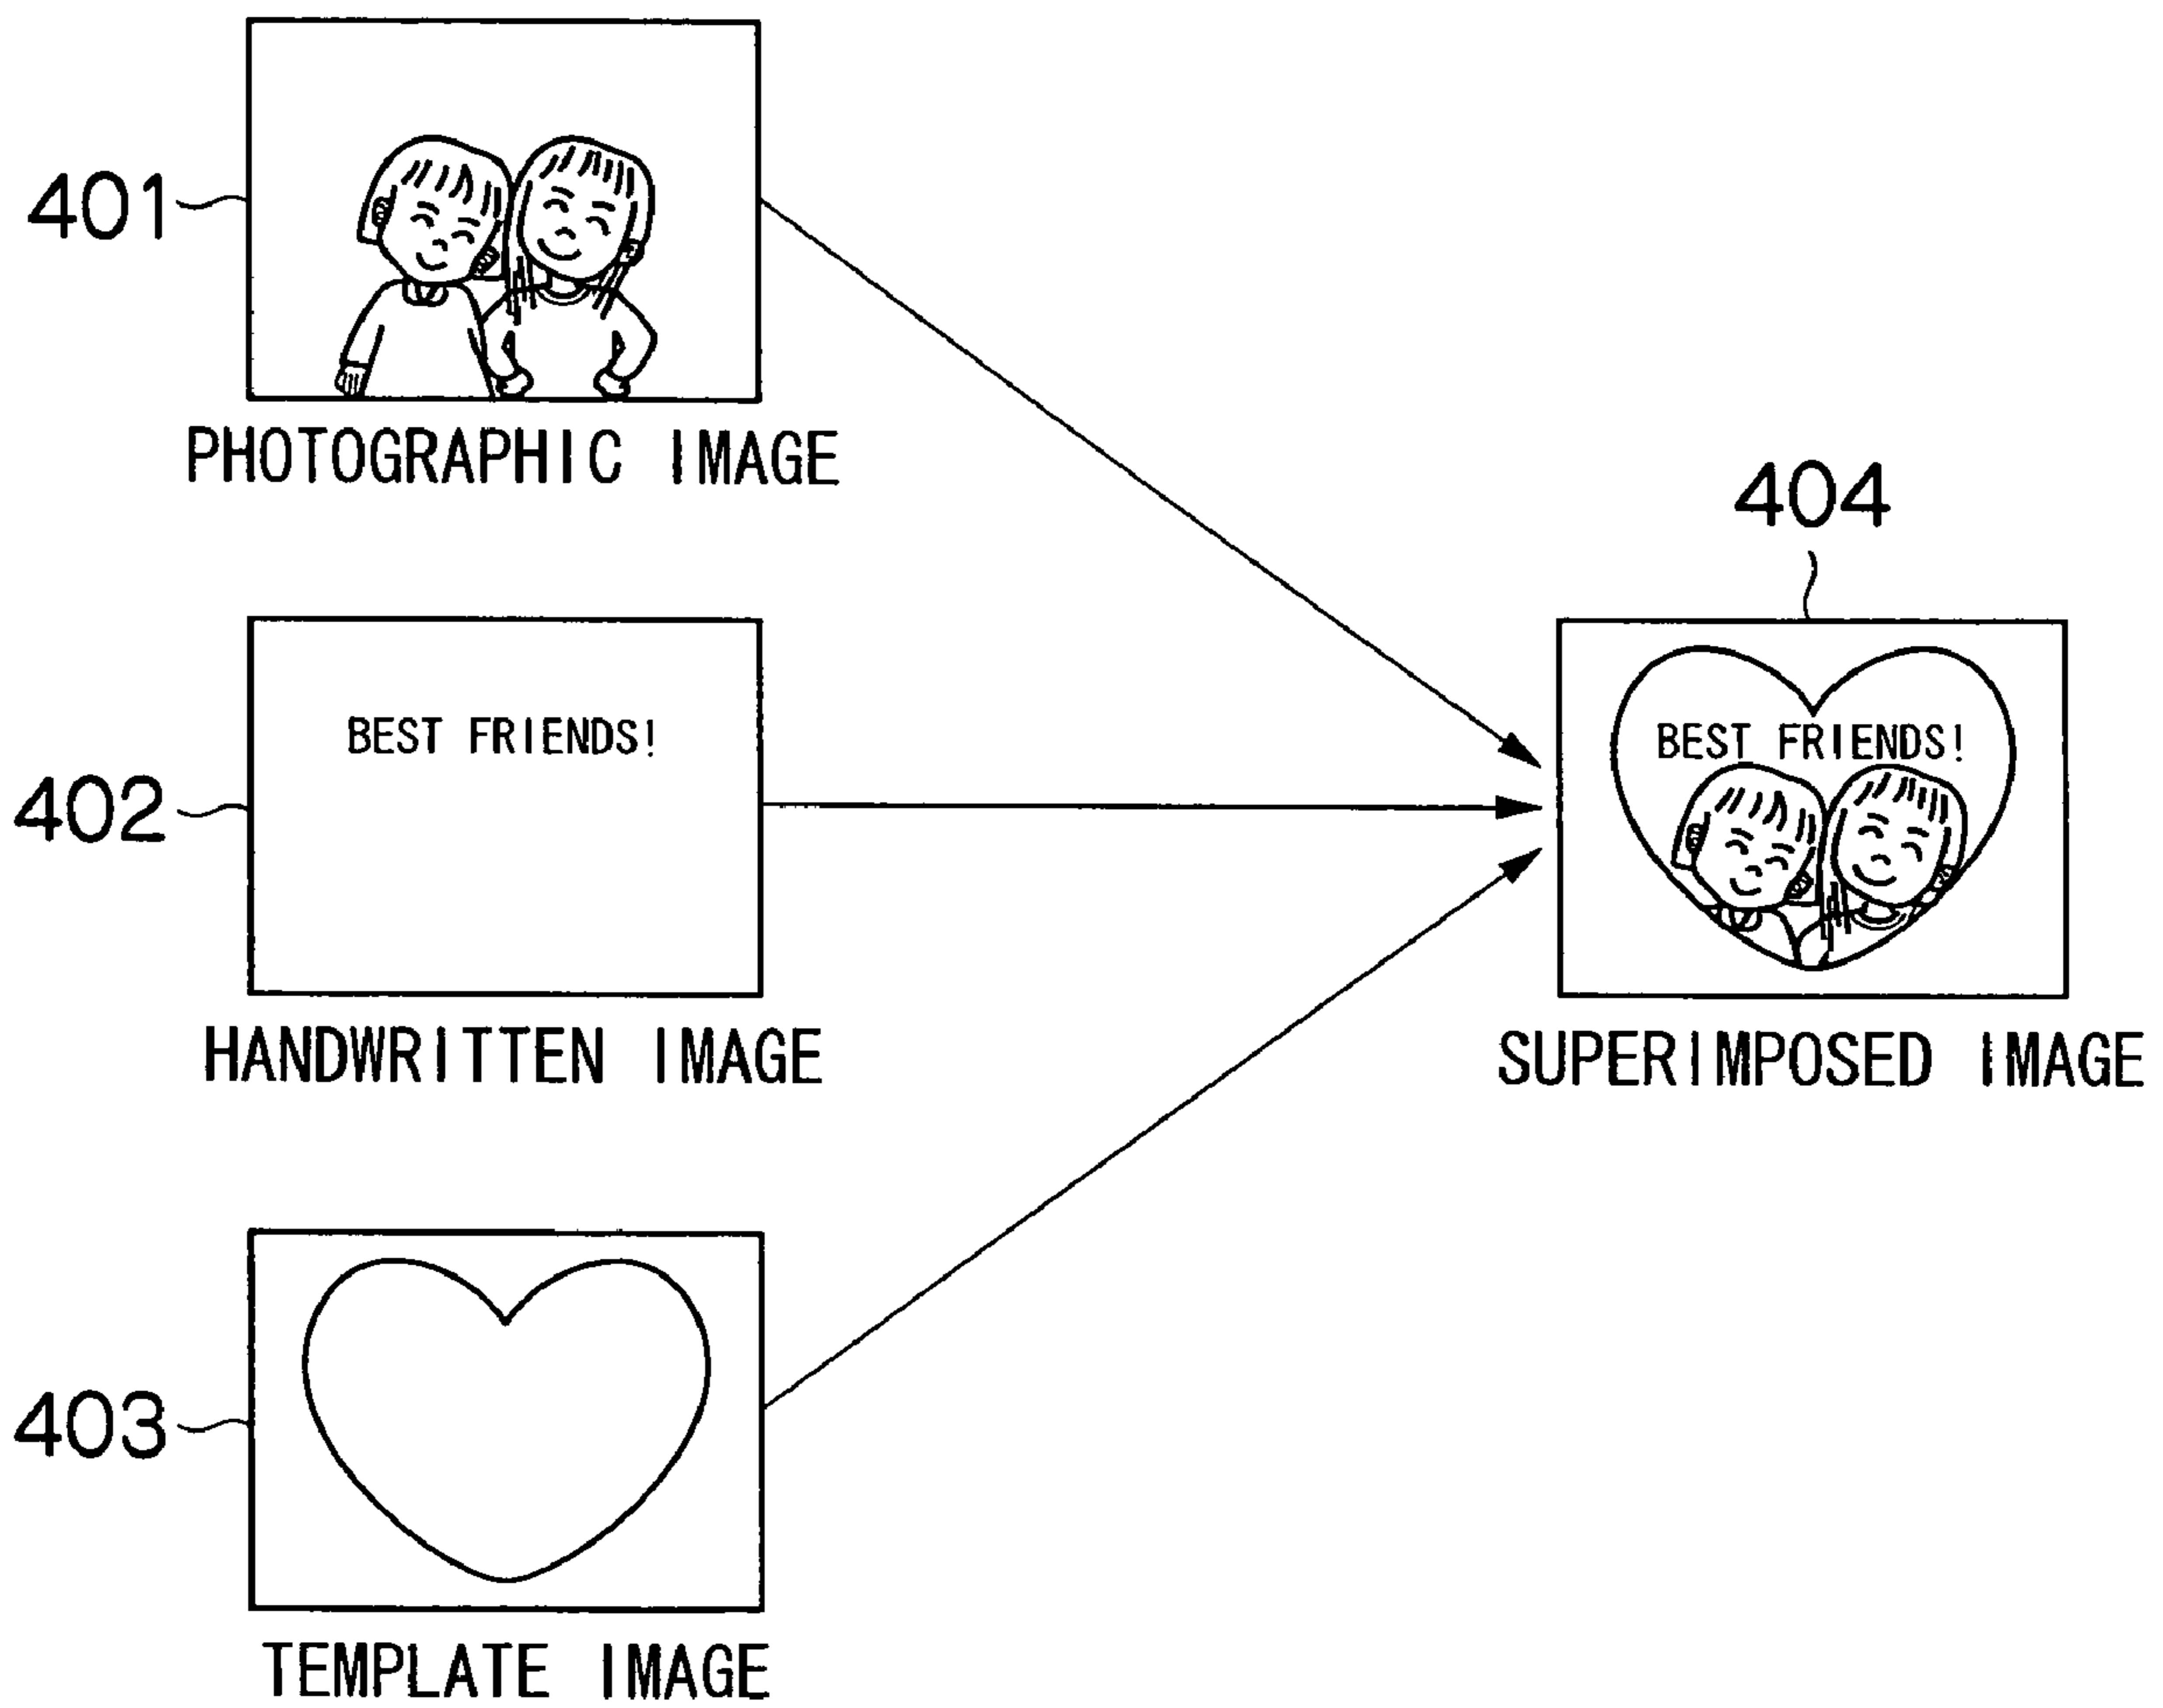 401
PHOTOGRAPHIC IMAGE
402
BEST FRIENDS!
HANDWRITTEN IMAGE
403
TEMPLATE IMAGE
404
BEST FRIENDS!
SUPERIMPOSED IMAGE